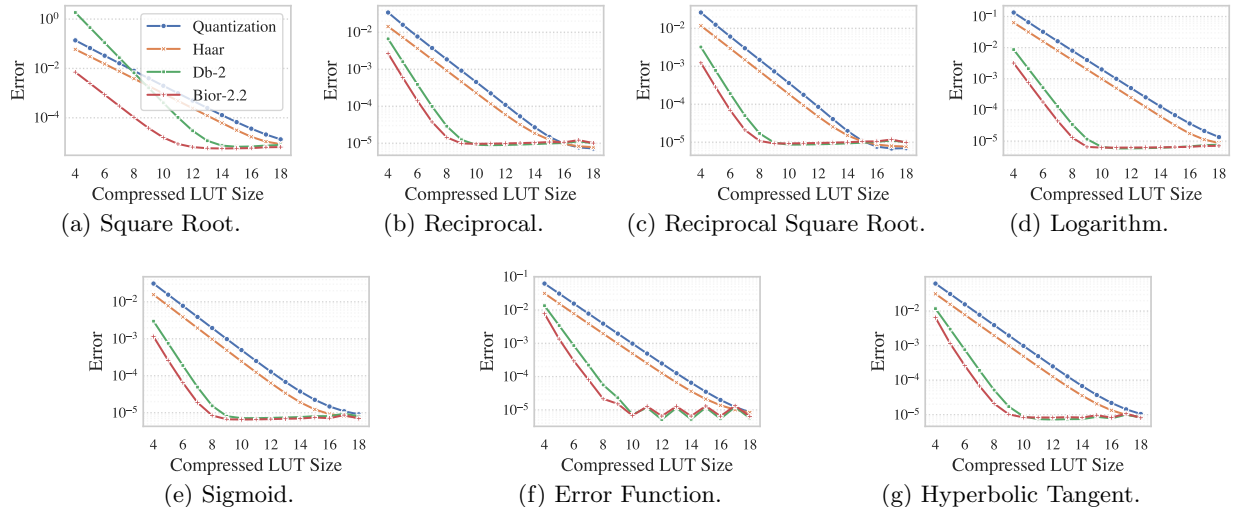 10⁰
10⁻²
10⁻⁴
Error
4 6 8 10 12 14 16 18
Compressed LUT Size
Quantization
Haar
Db-2
Bior-2.2
(a) Square Root.
10⁻²
10⁻³
10⁻⁴
10⁻⁵
Error
4 6 8 10 12 14 16 18
Compressed LUT Size
(b) Reciprocal.
10⁻²
10⁻³
10⁻⁴
10⁻⁵
Error
4 6 8 10 12 14 16 18
Compressed LUT Size
(c) Reciprocal Square Root.
10⁻¹
10⁻²
10⁻³
10⁻⁴
10⁻⁵
Error
4 6 8 10 12 14 16 18
Compressed LUT Size
(d) Logarithm.
10⁻²
10⁻³
10⁻⁴
10⁻⁵
Error
4 6 8 10 12 14 16 18
Compressed LUT Size
(e) Sigmoid.
10⁻¹
10⁻²
10⁻³
10⁻⁴
10⁻⁵
Error
4 6 8 10 12 14 16 18
Compressed LUT Size
(f) Error Function.
10⁻²
10⁻³
10⁻⁴
10⁻⁵
Error
4 6 8 10 12 14 16 18
Compressed LUT Size
(g) Hyperbolic Tangent.